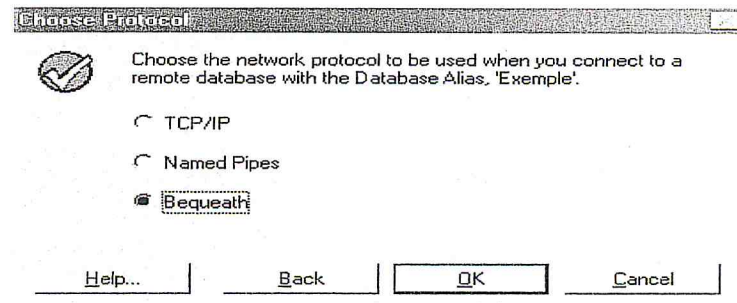 Choose Protocol
Choose the network protocol to be used when you connect to a
remote database with the Database Alias, 'Exemple'.
TCP/IP
Named Pipes
Bequeath
Help...
Back
OK
Cancel